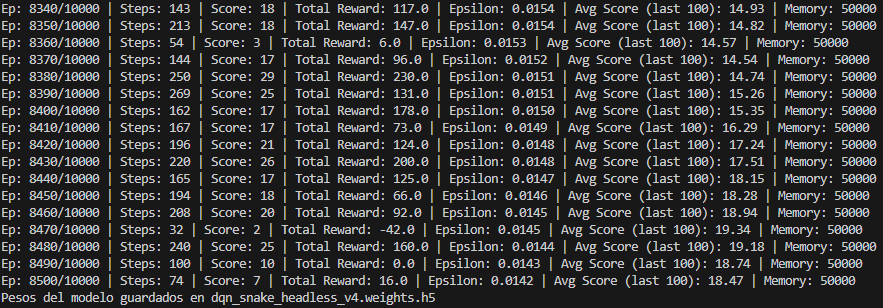 Ep: 8340/10000 | Steps: 143 | Score: 18 | Total Reward: 117.0 | Epsilon: 0.0154 | Avg Score (last 100): 14.93 | Memory: 50000
Ep: 8350/10000 | Steps: 213 | Score: 18 | Total Reward: 147.0 | Epsilon: 0.0154 | Avg Score (last 100): 14.82 | Memory: 50000
Ep: 8360/10000 | Steps: 54 | Score: 3 | Total Reward: 6.0 | Epsilon: 0.0153 | Avg Score (last 100): 14.57 | Memory: 50000
Ep: 8370/10000 | Steps: 144 | Score: 17 | Total Reward: 96.0 | Epsilon: 0.0152 | Avg Score (last 100): 14.54 | Memory: 50000
Ep: 8380/10000 | Steps: 250 | Score: 29 | Total Reward: 230.0 | Epsilon: 0.0151 | Avg Score (last 100): 14.74 | Memory: 50000
Ep: 8390/10000 | Steps: 269 | Score: 25 | Total Reward: 131.0 | Epsilon: 0.0151 | Avg Score (last 100): 15.26 | Memory: 50000
Ep: 8400/10000 | Steps: 162 | Score: 17 | Total Reward: 178.0 | Epsilon: 0.0150 | Avg Score (last 100): 15.35 | Memory: 50000
Ep: 8410/10000 | Steps: 167 | Score: 17 | Total Reward: 73.0 | Epsilon: 0.0149 | Avg Score (last 100): 16.29 | Memory: 50000
Ep: 8420/10000 | Steps: 196 | Score: 21 | Total Reward: 124.0 | Epsilon: 0.0148 | Avg Score (last 100): 17.24 | Memory: 50000
Ep: 8430/10000 | Steps: 220 | Score: 26 | Total Reward: 200.0 | Epsilon: 0.0148 | Avg Score (last 100): 17.51 | Memory: 50000
Ep: 8440/10000 | Steps: 165 | Score: 17 | Total Reward: 125.0 | Epsilon: 0.0147 | Avg Score (last 100): 18.15 | Memory: 50000
Ep: 8450/10000 | Steps: 194 | Score: 18 | Total Reward: 66.0 | Epsilon: 0.0146 | Avg Score (last 100): 18.28 | Memory: 50000
Ep: 8460/10000 | Steps: 208 | Score: 20 | Total Reward: 92.0 | Epsilon: 0.0145 | Avg Score (last 100): 18.94 | Memory: 50000
Ep: 8470/10000 | Steps: 32 | Score: 2 | Total Reward: -42.0 | Epsilon: 0.0145 | Avg Score (last 100): 19.34 | Memory: 50000
Ep: 8480/10000 | Steps: 240 | Score: 25 | Total Reward: 160.0 | Epsilon: 0.0144 | Avg Score (last 100): 19.18 | Memory: 50000
Ep: 8490/10000 | Steps: 100 | Score: 10 | Total Reward: 0.0 | Epsilon: 0.0143 | Avg Score (last 100): 18.74 | Memory: 50000
Ep: 8500/10000 | Steps: 74 | Score: 7 | Total Reward: 16.0 | Epsilon: 0.0142 | Avg Score (last 100): 18.47 | Memory: 50000
Pesos del modelo guardados en dqn_snake_headless_v4.weights.h5